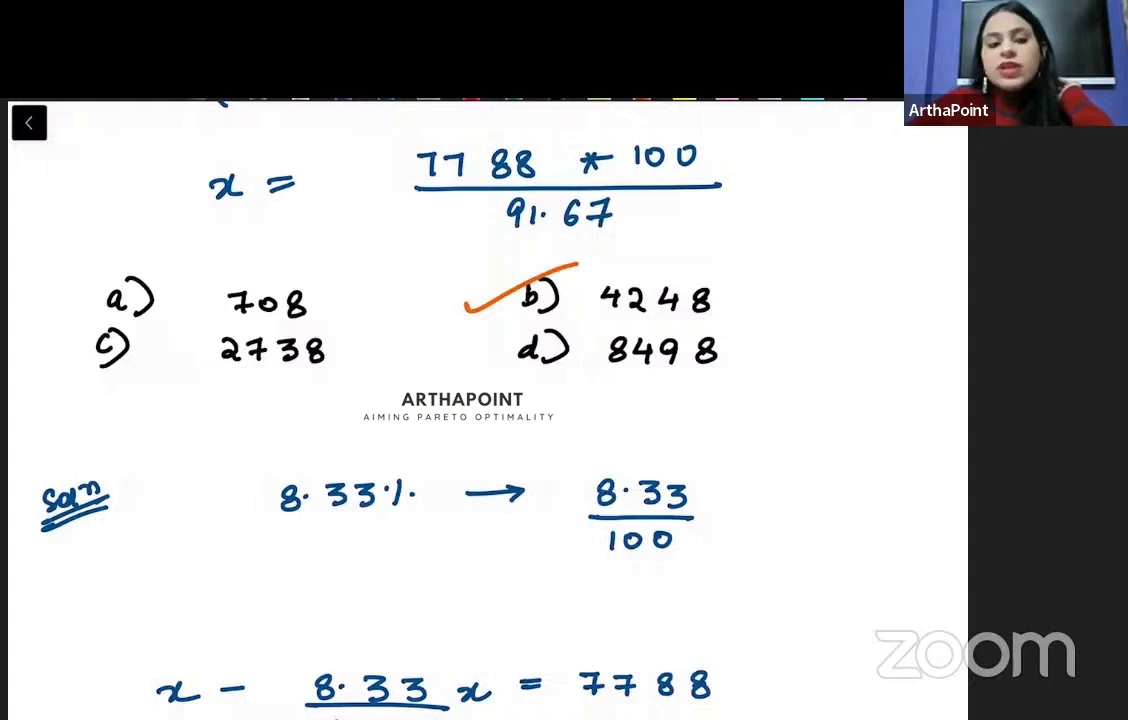 ArthaPoint
x = 7788 * 100
91.67
a) 708 b) 4248
c) 2738 d) 8498
ARTHAPOINT
AIMING PARETO OPTIMALITY
Soln 8.33% → 8.33
100
zoom
x - 8.33 x = 7788